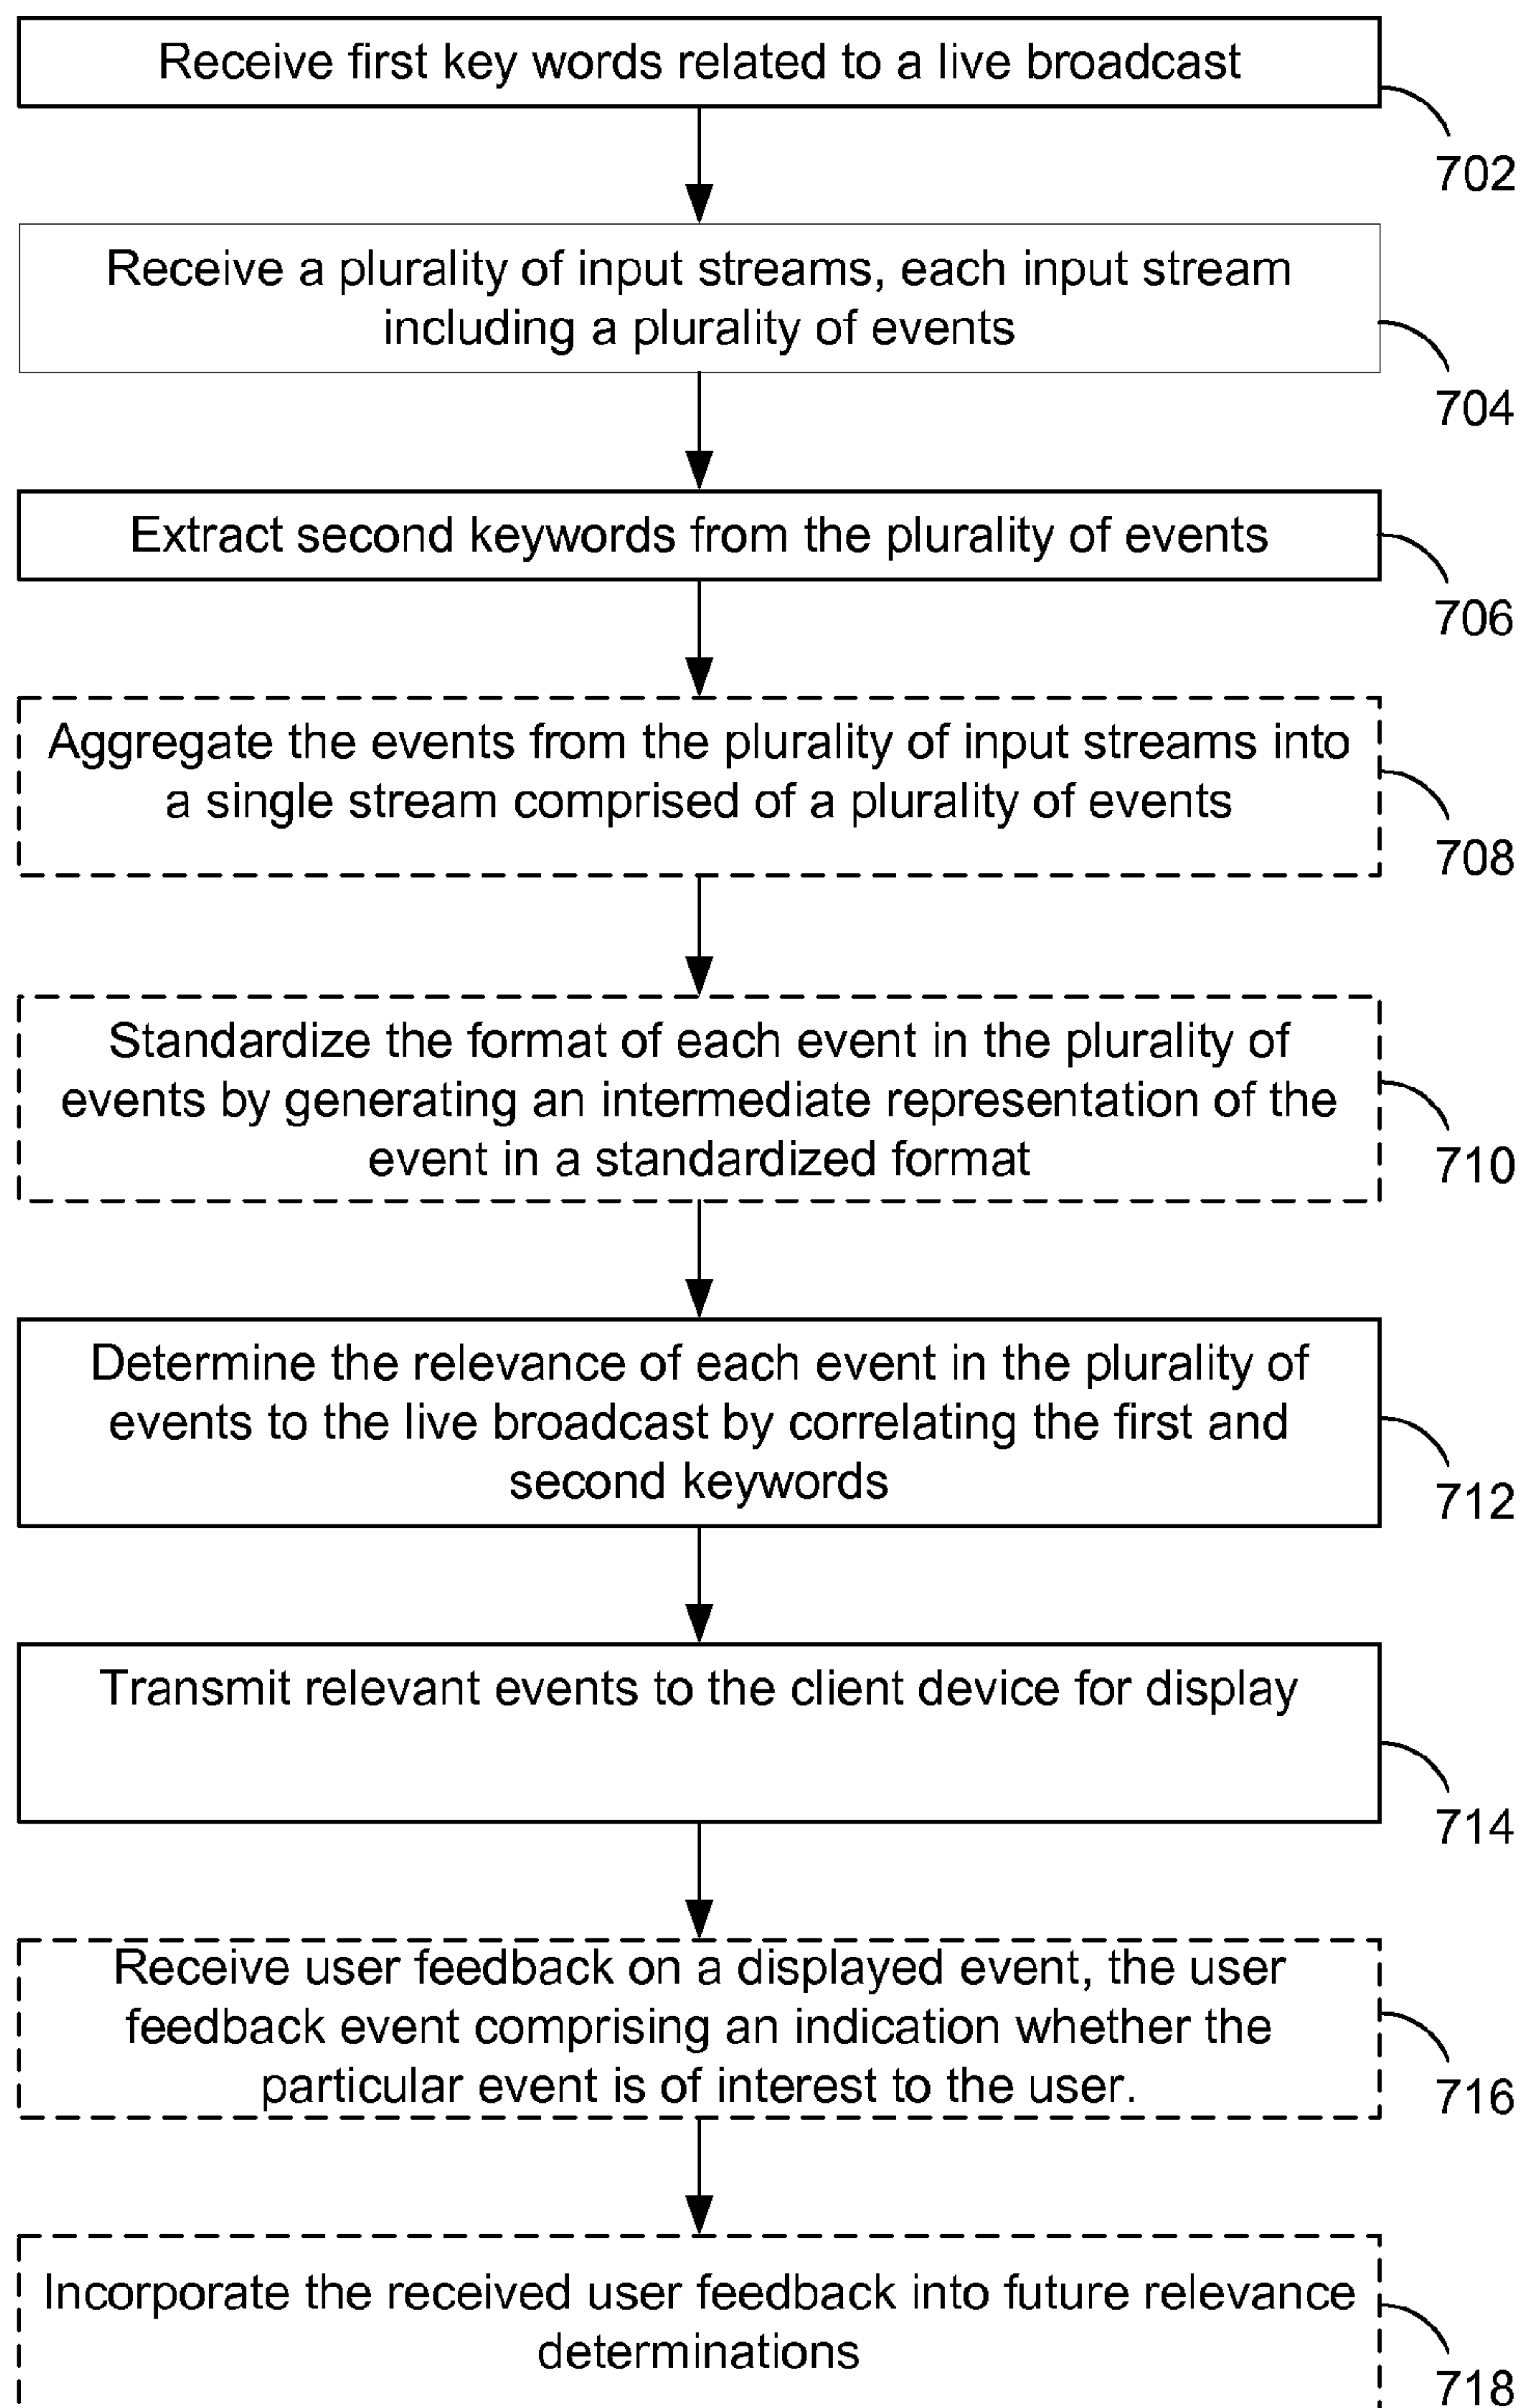 Receive first key words related to a live broadcast
702
Receive a plurality of input streams, each input stream
including a plurality of events
704
Extract second keywords from the plurality of events
706
Aggregate the events from the plurality of input streams into
a single stream comprised of a plurality of events
708
Standardize the format of each event in the plurality of
events by generating an intermediate representation of the
event in a standardized format
710
Determine the relevance of each event in the plurality of
events to the live broadcast by correlating the first and
second keywords
712
Transmit relevant events to the client device for display
714
Receive user feedback on a displayed event, the user
feedback event comprising an indication whether the
particular event is of interest to the user.
716
Incorporate the received user feedback into future relevance
determinations
718